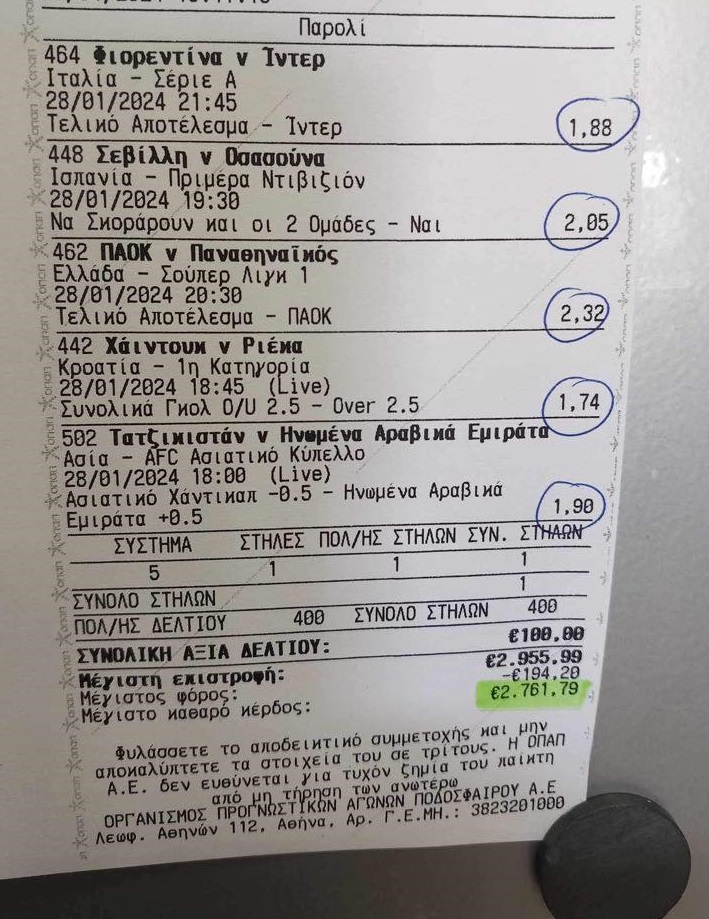 Παρολί
464 Φιορεντίνα v Ίντερ
Ιταλία - Σέριε Α
28/01/2024 21:45
Τελικό Αποτέλεσμα - Ίντερ 1,88
448 Σεβίλλη v Οσασούνα
Ισπανία - Πριμέρα Ντιβιζιόν
28/01/2024 19:30
Να Σκοράρουν και οι 2 Ομάδες - Ναι 2,05
462 ΠΑΟΚ v Παναθηναϊκός
Ελλάδα - Σούπερ Λιγκ 1
28/01/2024 20:30
Τελικό Αποτέλεσμα - ΠΑΟΚ 2,32
442 Χάιντουκ v Ριέκα
Κροατία - 1η Κατηγορία
28/01/2024 18:45 (Live)
Συνολικά Γκολ O/U 2.5 - Over 2.5 1,74
502 Τατζικιστάν v Ηνωμένα Αραβικά Εμιράτα
Ασία - AFC Ασιατικό Κύπελλο
28/01/2024 18:00 (Live)
Ασιατικό Χάντικαπ -0.5 - Ηνωμένα Αραβικά
Εμιράτα +0.5 1,90
ΣΥΣΤΗΜΑ ΣΤΗΛΕΣ ΠΟΛ/ΗΣ ΣΤΗΛΩΝ ΣΥΝ. ΣΤΗΛΩΝ
5 1 1 1
ΣΥΝΟΛΟ ΣΤΗΛΩΝ 1
ΠΟΛ/ΗΣ ΔΕΛΤΙΟΥ 400 ΣΥΝΟΛΟ ΣΤΗΛΩΝ 400
ΣΥΝΟΛΙΚΗ ΑΞΙΑ ΔΕΛΤΙΟΥ: €100.00
Μέγιστη επιστροφή: €2.955.99
Μέγιστος φόρος: -€194,20
Μέγιστο καθαρό κέρδος: €2.761,79
Φυλάσσετε το αποδεικτικό συμμετοχής και μην
αποκαλύπτετε τα στοιχεία του σε τρίτους. Η ΟΠΑΠ
Α.Ε. δεν ευθύνεται για τυχόν ζημία του παίκτη
από μη τήρηση των ανωτέρω
ΟΡΓΑΝΙΣΜΟΣ ΠΡΟΓΝΩΣΤΙΚΩΝ ΑΓΩΝΩΝ ΠΟΔΟΣΦΑΙΡΟΥ Α.Ε
Λεωφ. Αθηνών 112, Αθήνα, Αρ. Γ.Ε.ΜΗ.: 3823201000